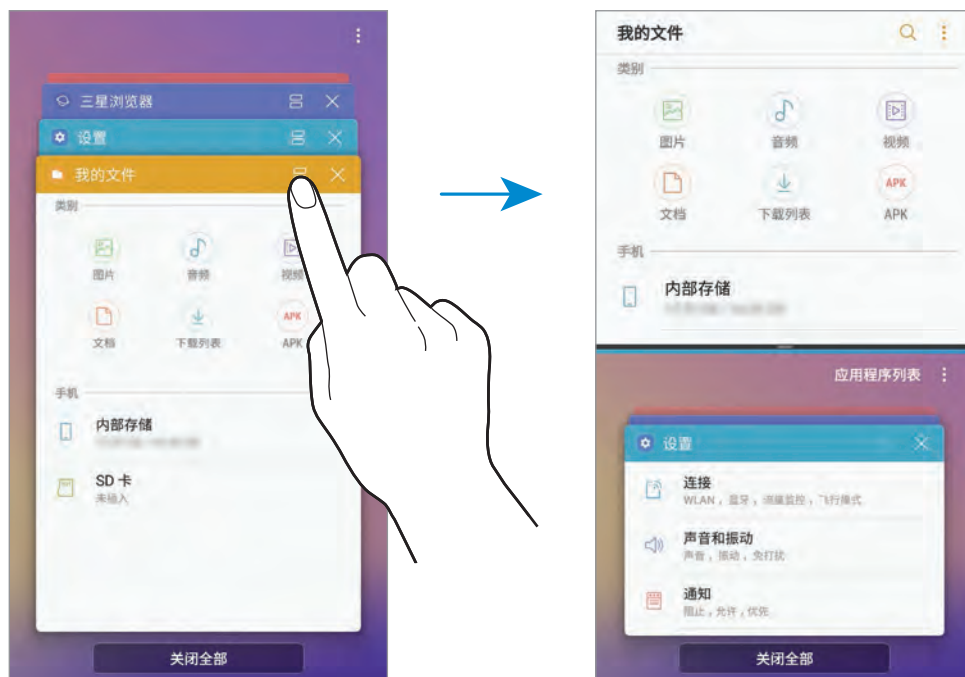 三星浏览器
设置
我的文件
类别
图片 音频 视频
APK
文档 下载列表 APK
手机
内部存储
SD 卡
未插入
关闭全部
我的文件
类别
图片 音频 视频
APK
文档 下载列表 APK
手机
内部存储
应用程序列表
设置
连接
WLAN，蓝牙，流量监控，飞行模式
声音和振动
声音，振动，免打扰
通知
阻止，允许，优先
关闭全部